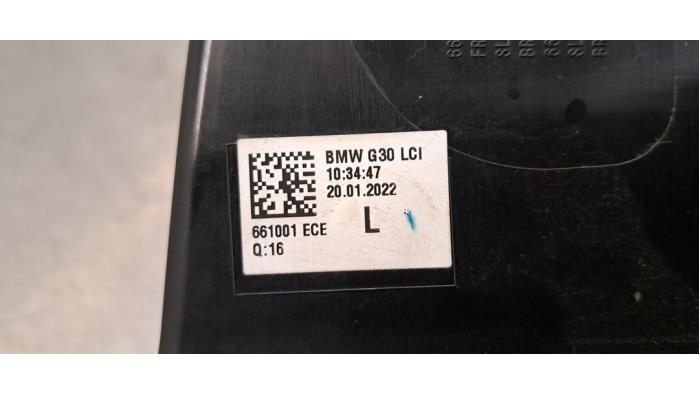 BMW G30 LCI
10:34:47
20.01.2022
661001 ECE L
Q:16